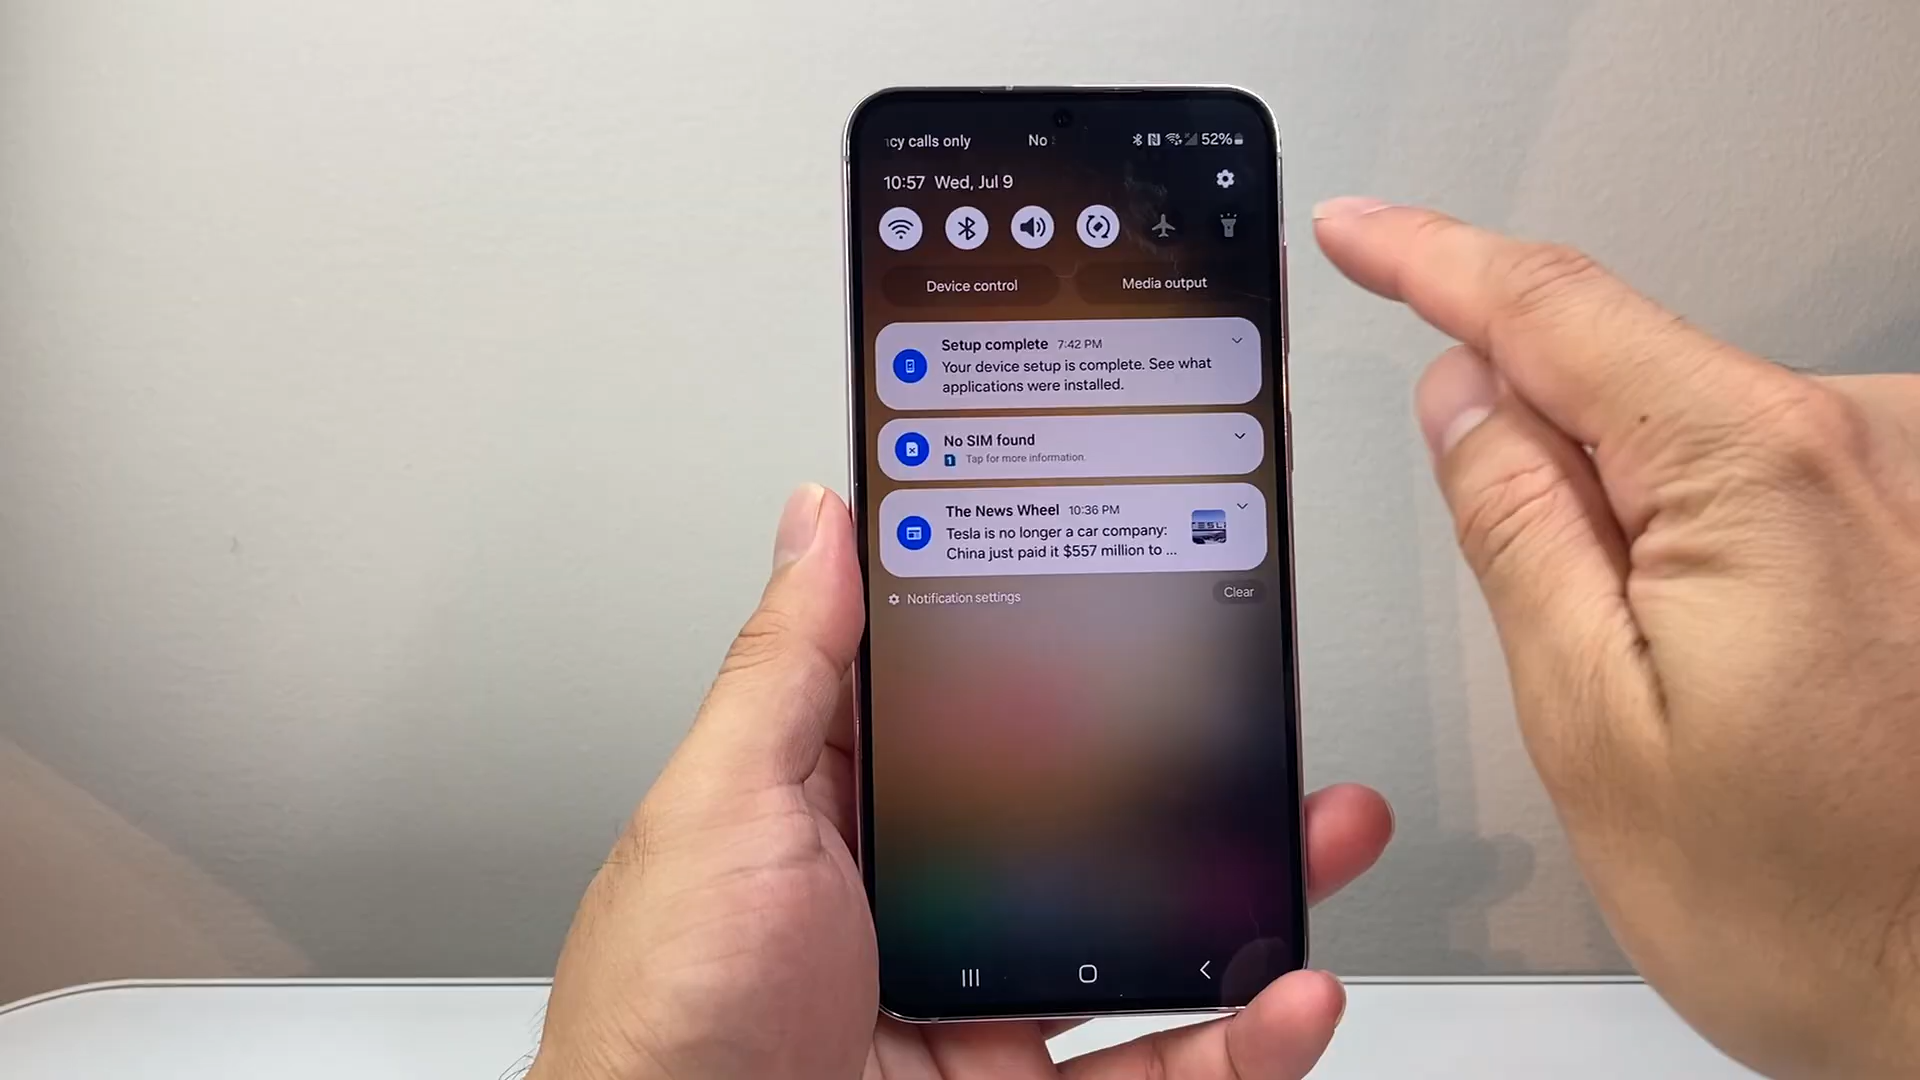 ncy calls only No
52%
10:57 Wed, Jul 9
Device control Media output
Setup complete 7:42 PM
Your device setup is complete. See what
applications were installed.
No SIM found
1 Tap for more information.
The News Wheel 10:36 PM
Tesla is no longer a car company:
China just paid it $557 million to ...
TESL
Notification settings Clear